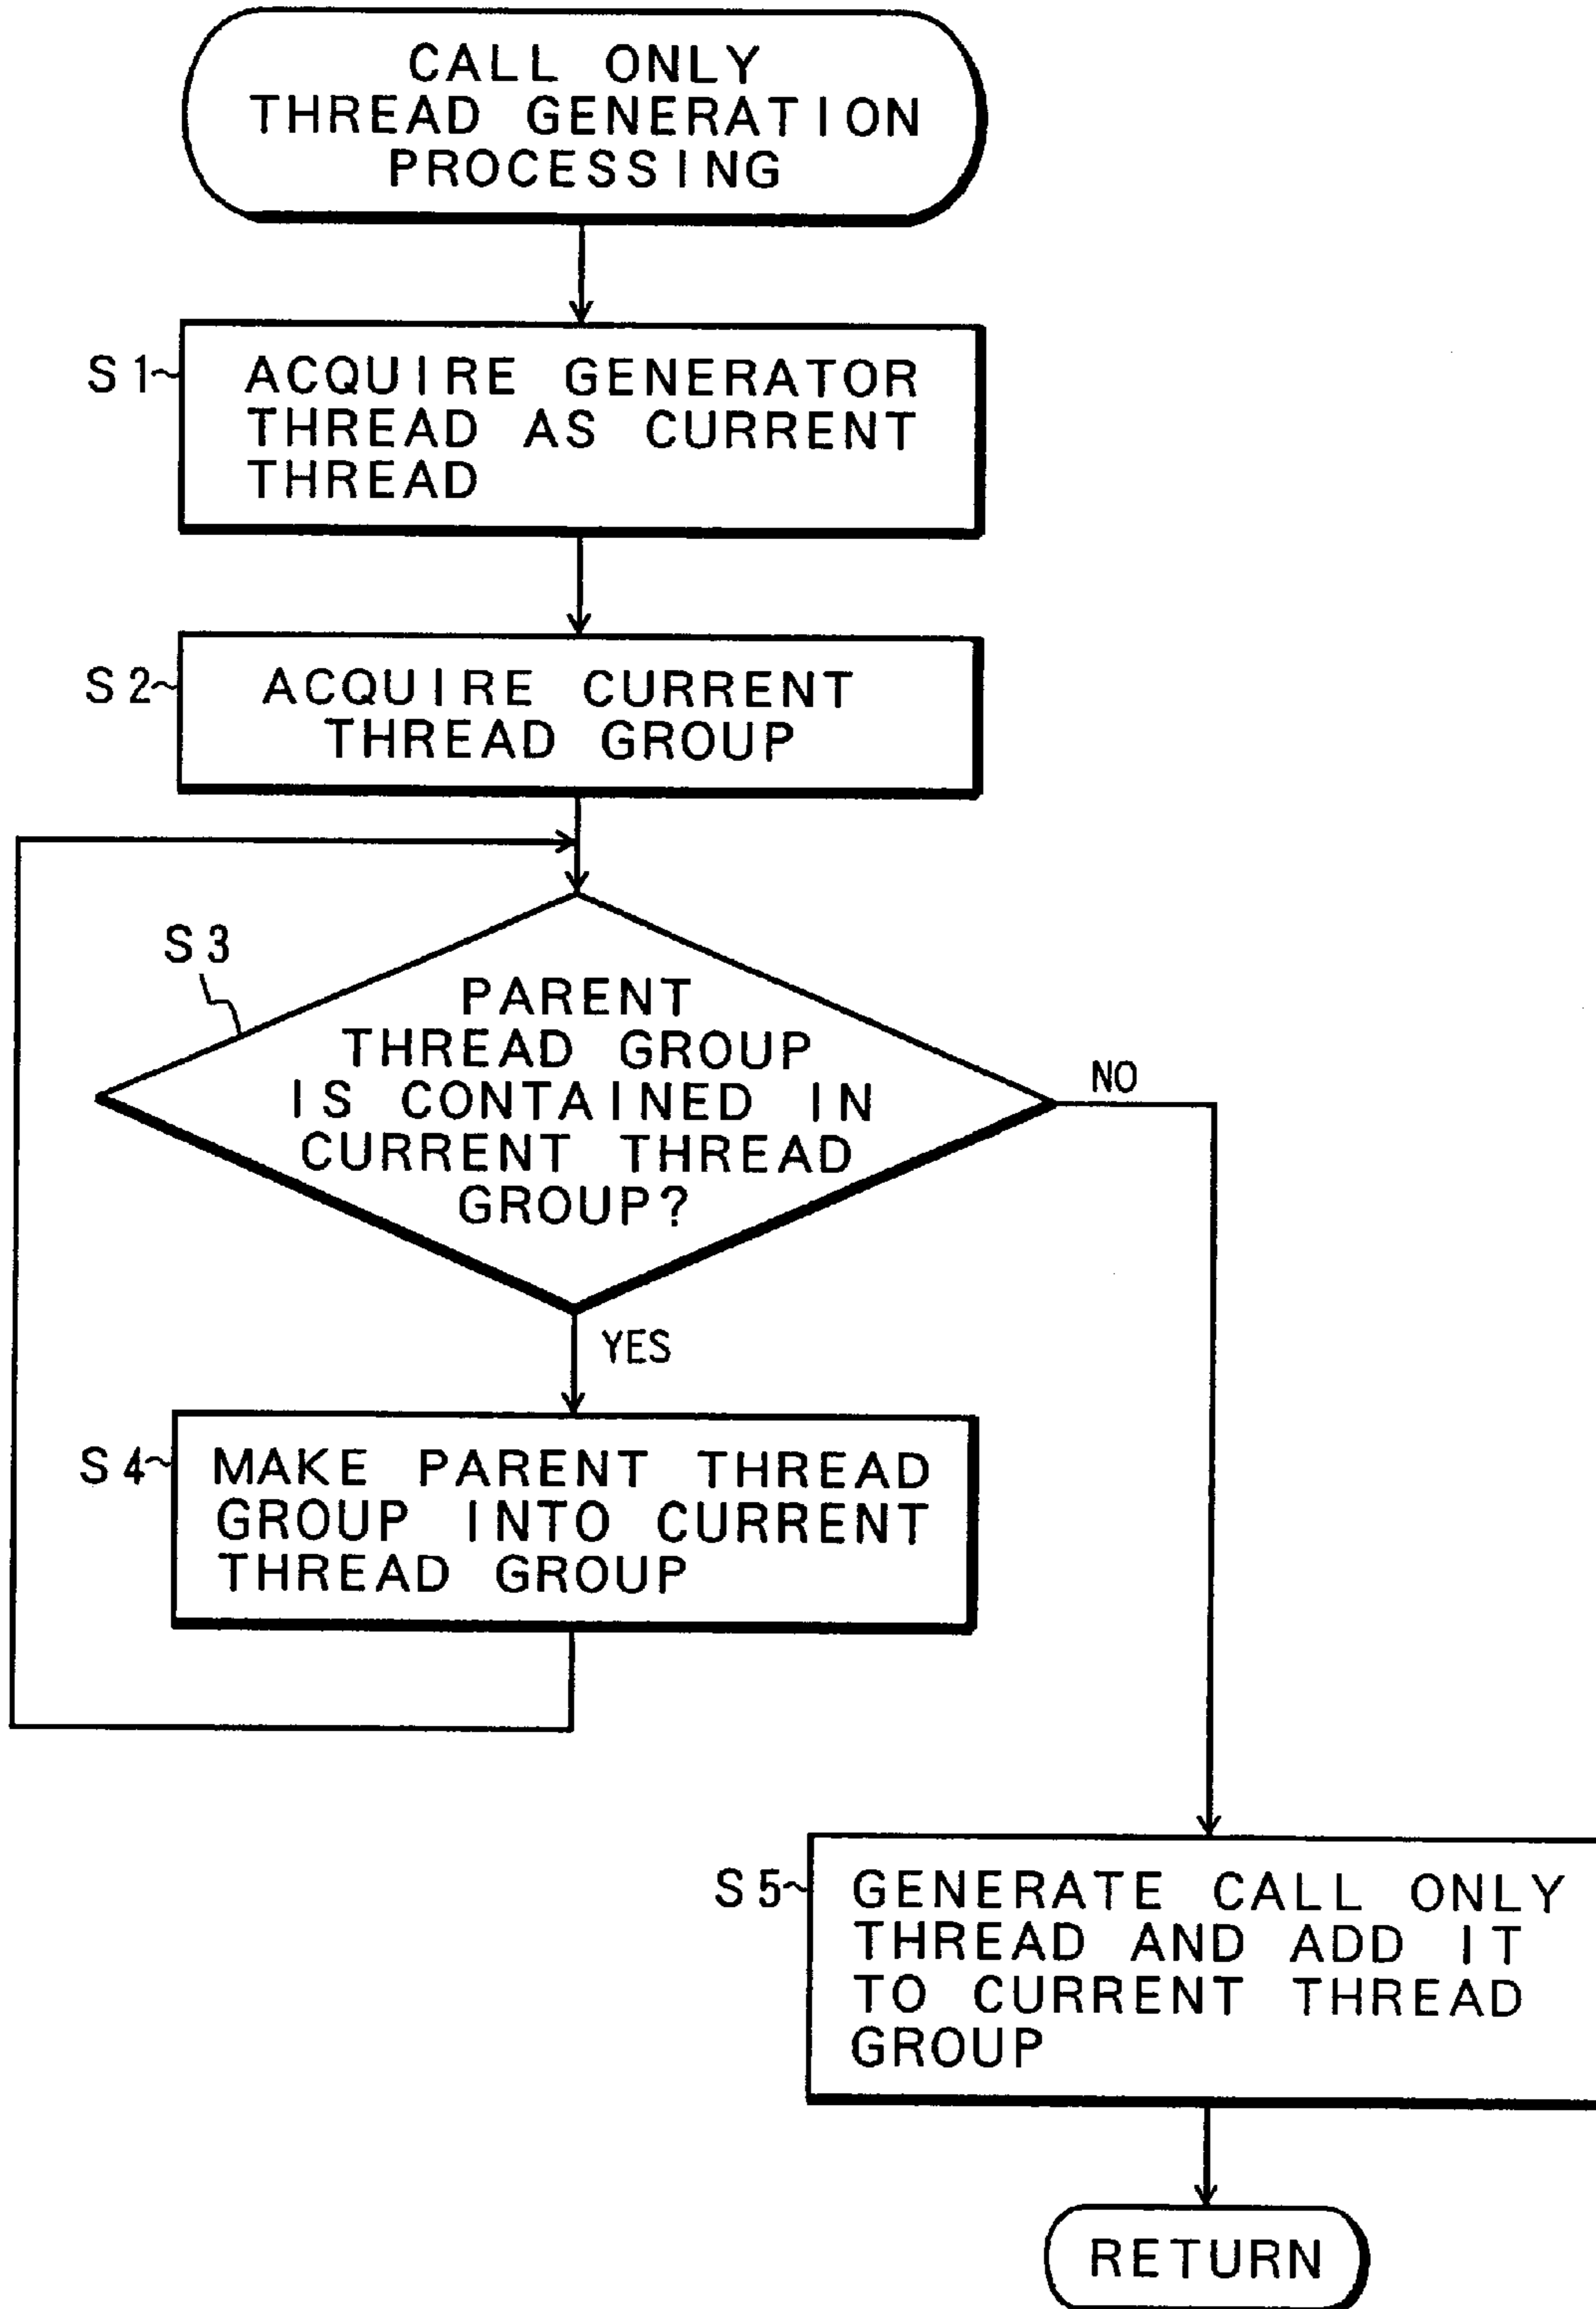 CALL ONLY
THREAD GENERATION
PROCESSING
S1
ACQUIRE GENERATOR
THREAD AS CURRENT
THREAD
S2
ACQUIRE CURRENT
THREAD GROUP
S3
PARENT
THREAD GROUP
IS CONTAINED IN
CURRENT THREAD
GROUP?
NO
YES
S4
MAKE PARENT THREAD
GROUP INTO CURRENT
THREAD GROUP
S5
GENERATE CALL ONLY
THREAD AND ADD IT
TO CURRENT THREAD
GROUP
RETURN